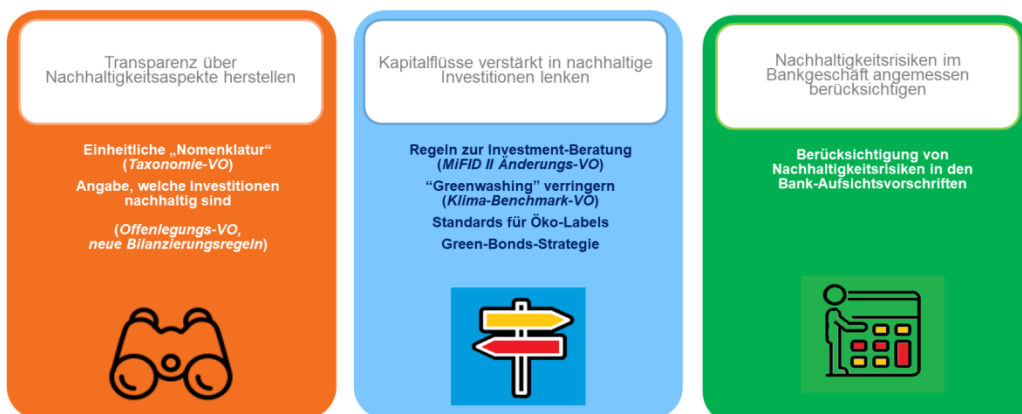 Transparenz über
Nachhaltigkeitsaspekte herstellen
Einheitliche „Nomenklatur“
(Taxonomie-VO)
Angabe, welche Investitionen
nachhaltig sind
(Offenlegungs-VO,
neue Bilanzierungsregeln)
Kapitalflüsse verstärkt in nachhaltige
Investitionen lenken
Regeln zur Investment-Beratung
(MiFID II Änderungs-VO)
“Greenwashing” verringern
(Klima-Benchmark-VO)
Standards für Öko-Labels
Green-Bonds-Strategie
Nachhaltigkeitsrisiken im
Bankgeschäft angemessen
berücksichtigen
Berücksichtigung von
Nachhaltigkeitsrisiken in den
Bank-Aufsichtsvorschriften